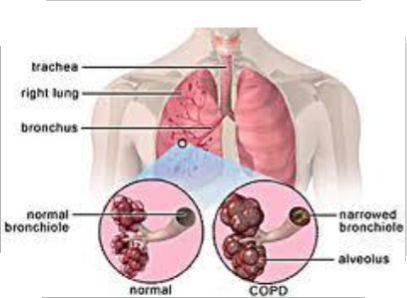 trachea
right lung
bronchus
normal
bronchiole
narrowed
bronchiole
alveolus
normal
COPD